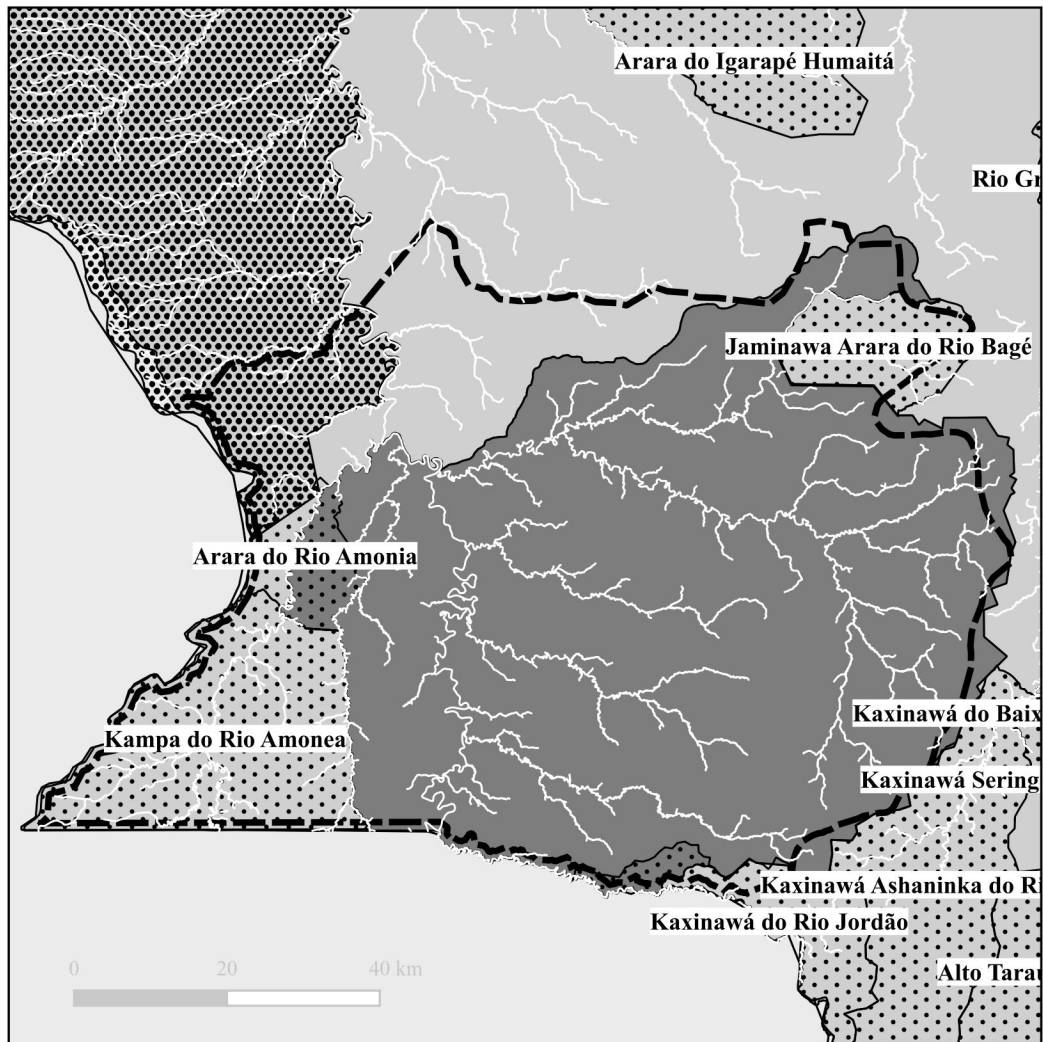 Arara do Igarapé Humaitá
Rio Gr
Jaminawa Arara do Rio Bagé
Arara do Rio Amonia
Kaxinawá do Baix
Kampa do Rio Amonea
Kaxinawá Sering
Kaxinawá Ashaninka do Ri
Kaxinawá do Rio Jordão
0 20 40 km
Alto Tarau